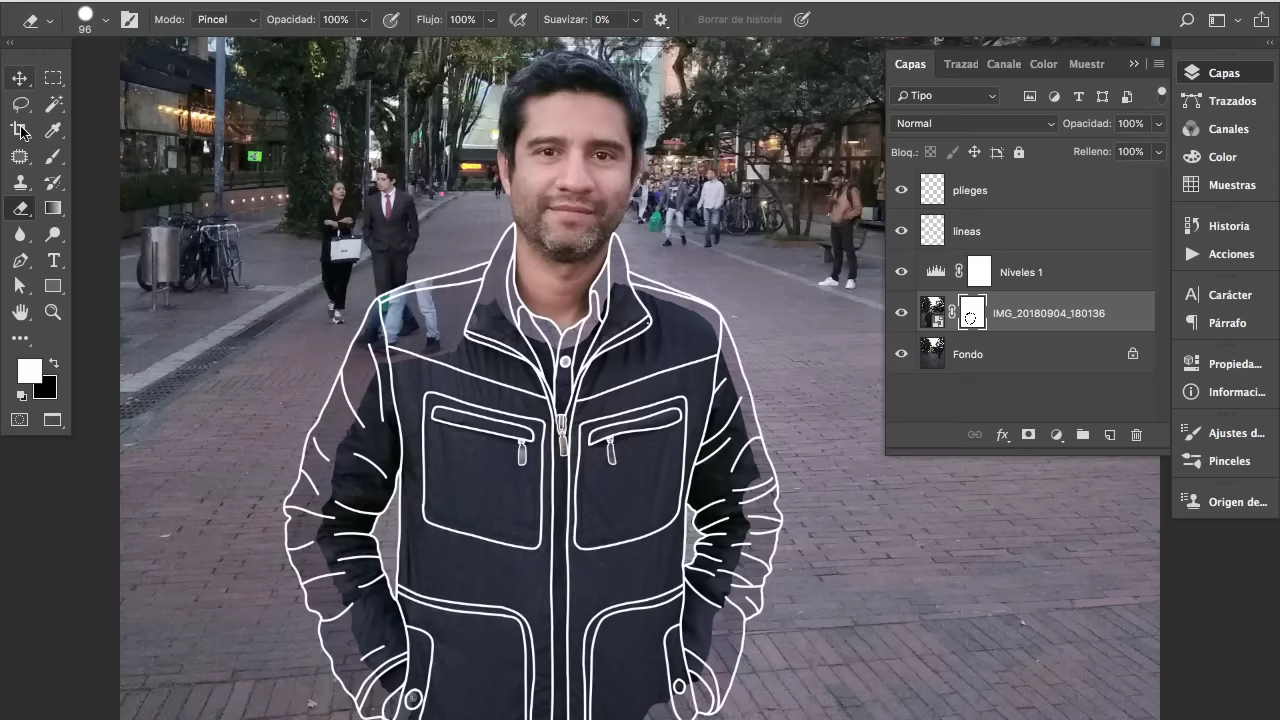 96
Modo: Pincel
Opacidad: 100%
Flujo: 100%
Suavizar: 0%
Borrar de historia
Capas Trazad Canale Color Muestr
Tipo
Normal
Opacidad: 100%
Bloq.:
Relleno: 100%
plieges
lineas
Niveles 1
IMG_20180904_180136
Fondo
fx
Capas
Trazados
Canales
Color
Muestras
Historia
Acciones
Carácter
Párrafo
Propieda...
Informaci...
Ajustes d...
Pinceles
Origen de...